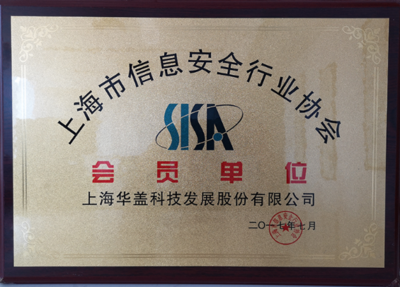 上海市信息安全行业协会
SISA
会员单位
上海华盖科技发展股份有限公司
二〇一七年七月